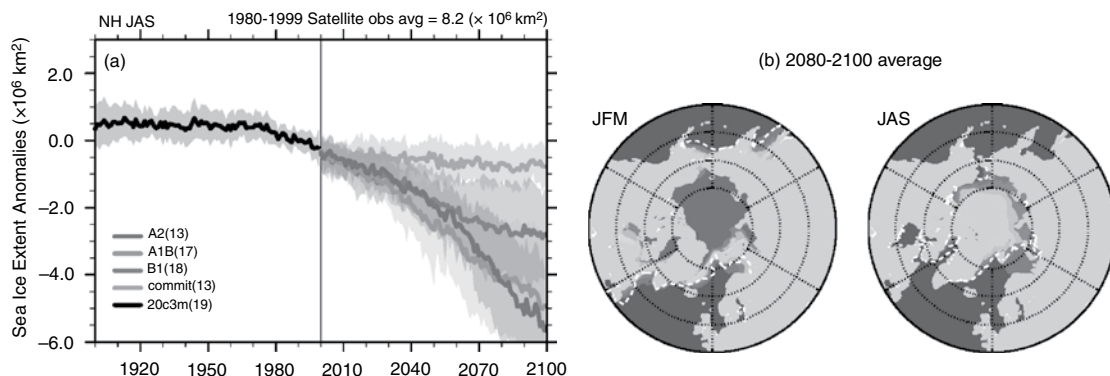 NH JAS
1980-1999 Satellite obs avg = 8.2 (× 10⁶ km²)
(a)
Sea Ice Extent Anomalies (×10⁶ km²)
2.0
0.0
−2.0
−4.0
−6.0
A2(13)
A1B(17)
B1(18)
commit(13)
20c3m(19)
1920 1950 1980 2010 2040 2070 2100
(b) 2080-2100 average
JFM
JAS